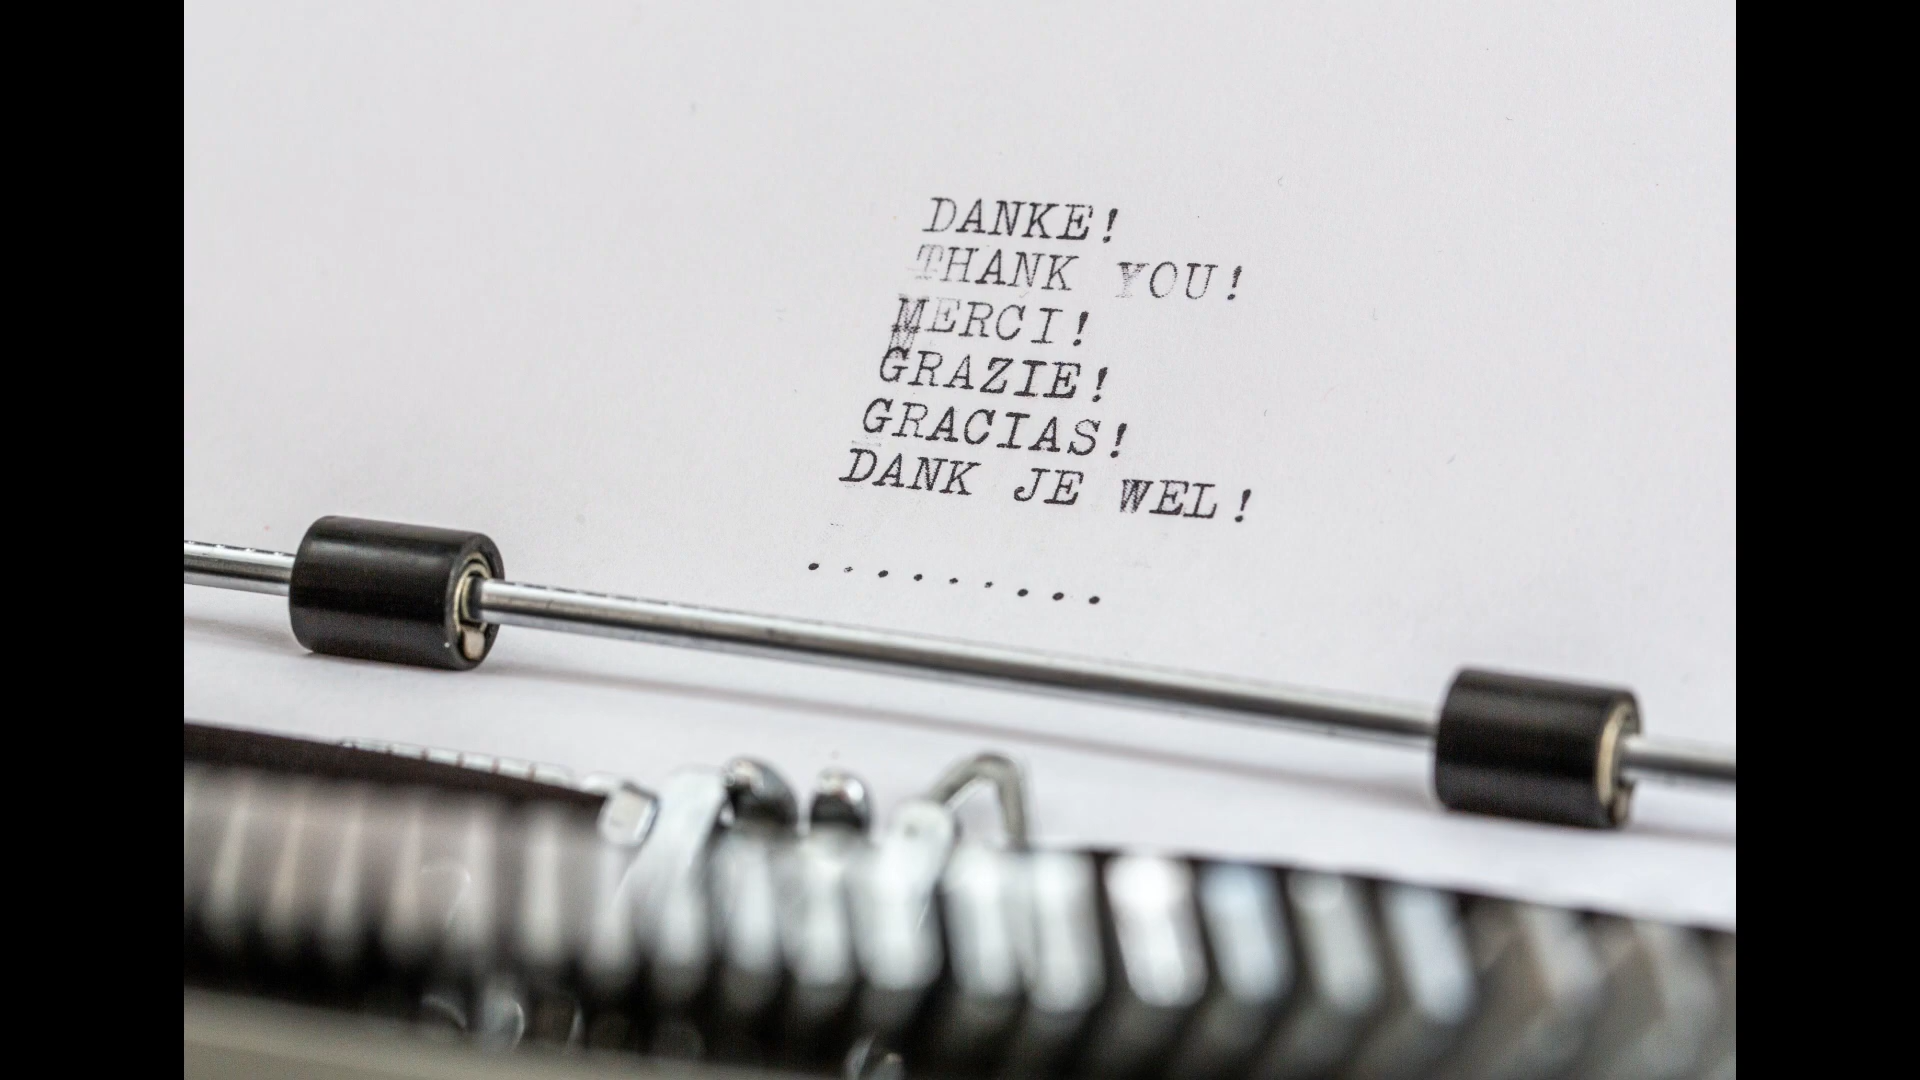 DANKE!
THANK YOU!
MERCI!
GRAZIE!
GRACIAS!
DANK JE WEL!
.........